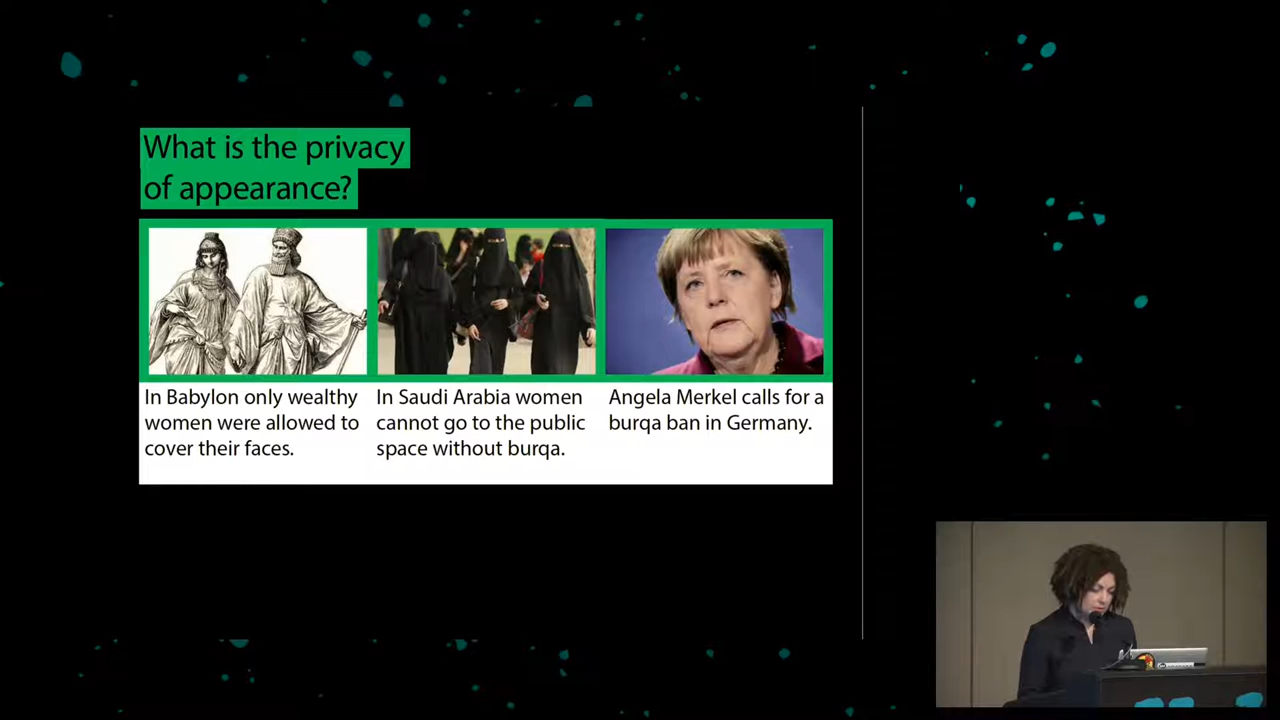 What is the privacy
of appearance?
In Babylon only wealthy
women were allowed to
cover their faces.
In Saudi Arabia women
cannot go to the public
space without burqa.
Angela Merkel calls for a
burqa ban in Germany.